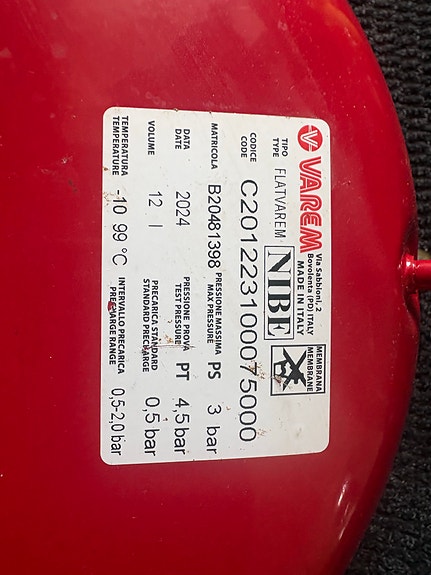 VAREM
Via Sabbioni, 2
Bovolenta (PD) ITALY
MADE IN ITALY
TIPO
TYPE
FLATVAREM
NIBE
MEMBRANA
MEMBRANE
CODICE
CODE
C201223100075000
MATRICOLA
B20481398
PRESSIONE MASSIMA
MAX PRESSURE
PS
3 bar
DATA
DATE
2024
PRESSIONE PROVA
TEST PRESSURE
PT
4,5 bar
VOLUME
12 l
PRECARICA STANDARD
STANDARD PRECHARGE
0,5 bar
TEMPERATURA
TEMPERATURE
-10 99 °C
INTERVALLO PRECARICA
PRECHARGE RANGE
0,5-2,0 bar